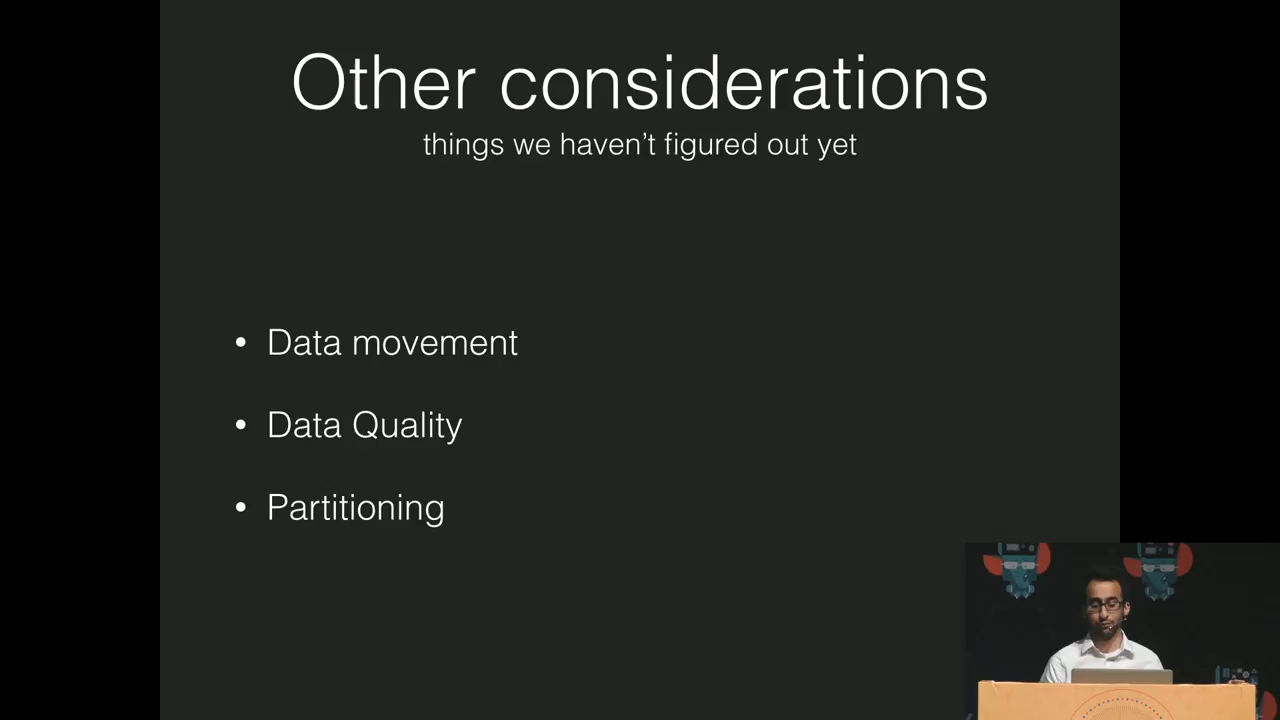 Other considerations
things we haven’t figured out yet
• Data movement
• Data Quality
• Partitioning